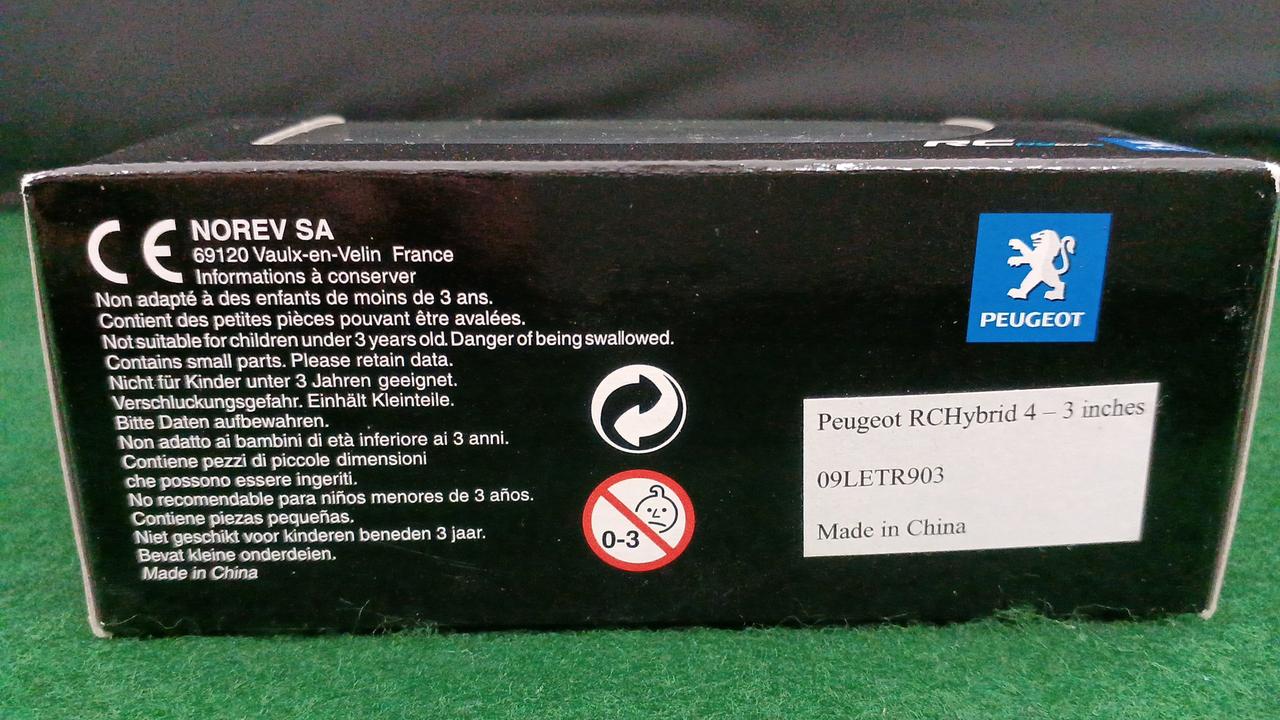 RC
CE NOREV SA
69120 Vaulx-en-Velin France
Informations à conserver
Non adapté à des enfants de moins de 3 ans.
Contient des petites pièces pouvant être avalées.
Not suitable for children under 3 years old. Danger of being swallowed.
Contains small parts. Please retain data.
Nicht für Kinder unter 3 Jahren geeignet.
Verschluckungsgefahr. Einhält Kleinteile.
Bitte Daten aufbewahren.
Non adatto ai bambini di età inferiore ai 3 anni.
Contiene pezzi di piccole dimensioni
che possono essere ingeriti.
No recomendable para niños menores de 3 años.
Contiene piezas pequeñas.
Niet geschikt voor kinderen beneden 3 jaar.
Bevat kleine onderdeien.
Made in China
0-3
PEUGEOT
Peugeot RCHybrid 4 – 3 inches
09LETR903
Made in China